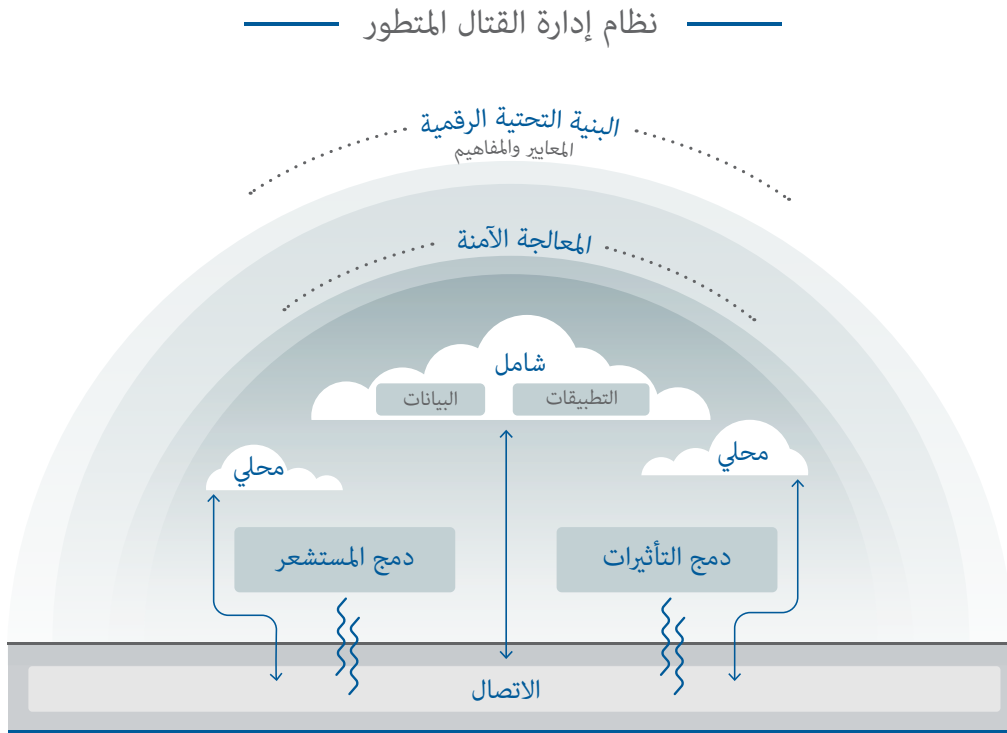 نظام إدارة القتال المتطور
البنية التحتية الرقمية
المعايير والمفاهيم
المعالجة الآمنة
شامل
التطبيقات
البيانات
محلي
محلي
دمج التأثيرات
دمج المستشعر
الاتصال